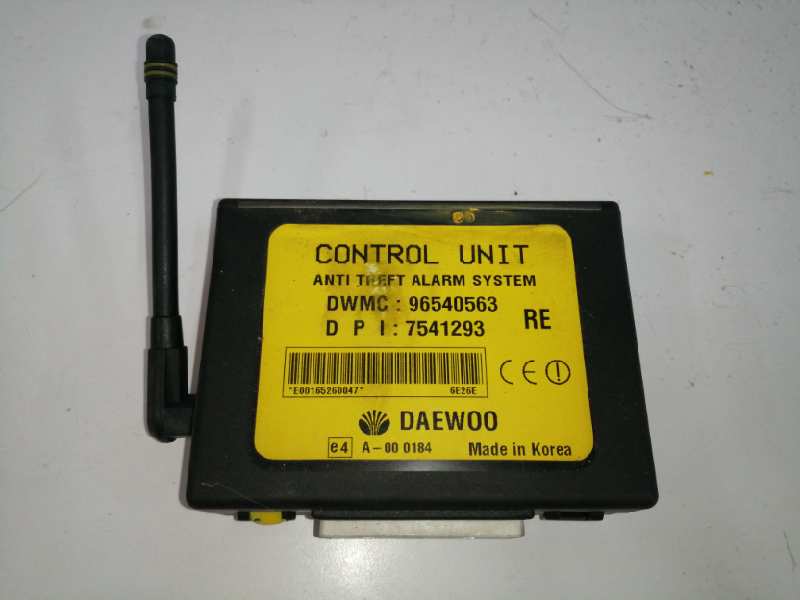 CONTROL UNIT
ANTI THEFT ALARM SYSTEM
DWMC : 96540563
D P I : 7541293
RE
*E00165260047* 6E26E
CE
DAEWOO
e4 A-00 0184 Made in Korea